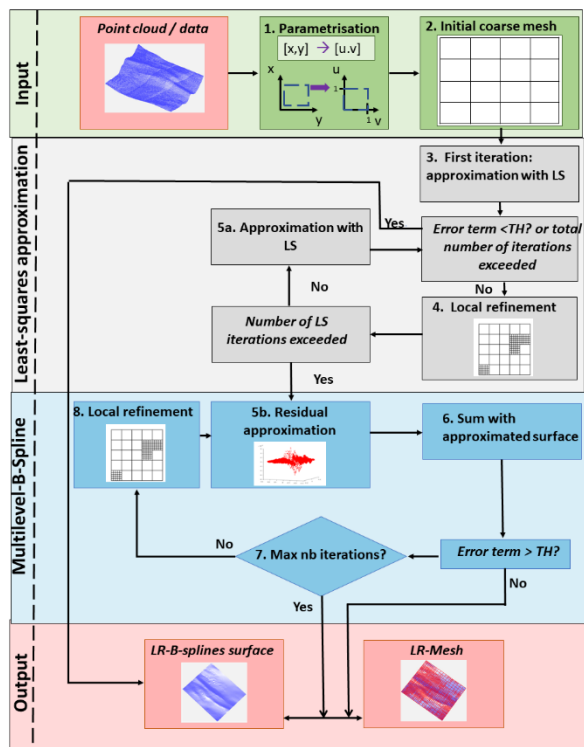 Input
Point cloud / data
1. Parametrisation
[x,y] → [u.v]
x
y
u
1
1
v
2. Initial coarse mesh
Least-squares approximation
3. First iteration:
approximation with LS
Yes
Error term <TH? or total
number of iterations
exceeded
5a. Approximation with
LS
No
No
4. Local refinement
Number of LS
iterations exceeded
Yes
Multilevel-B-Spline
8. Local refinement
5b. Residual
approximation
6. Sum with
approximated surface
No
7. Max nb iterations?
Error term > TH?
No
Yes
Output
LR-B-splines surface
LR-Mesh